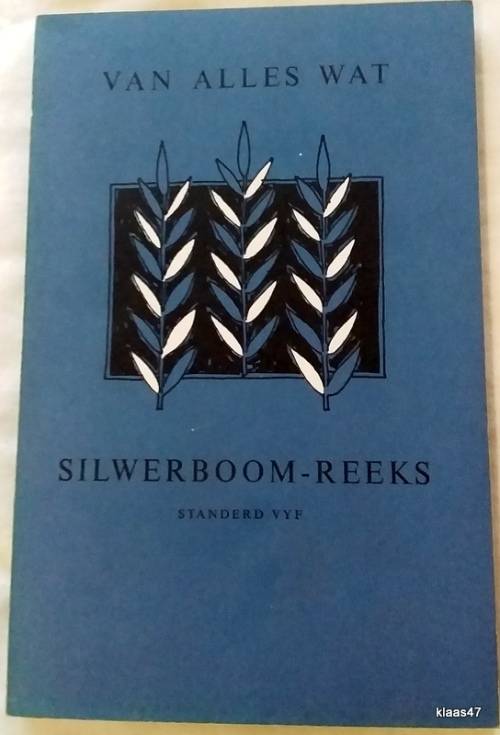 VAN ALLES WAT
SILWERBOOM-REEKS
STANDERD VYF
klaas47